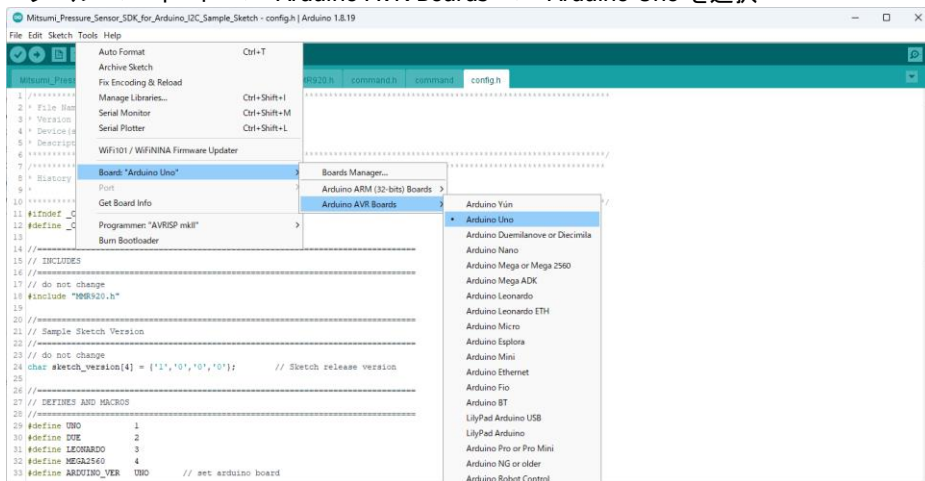 Arduino AVR Boards Arduino Uno を選択
Mitsumi_Pressure_Sensor_SDK_for_Arduino_I2C_Sample_Sketch - config.h | Arduino 1.8.19
File Edit Sketch Tools Help
Mitsumi_Pres MR920.h command.h command config.h
Auto Format Ctrl+T
Archive Sketch
Fix Encoding & Reload
Manage Libraries... Ctrl+Shift+I
Serial Monitor Ctrl+Shift+M
Serial Plotter Ctrl+Shift+L
WiFi101 / WiFiNINA Firmware Updater
Board: "Arduino Uno"
Port
Get Board Info
Programmer: "AVRISP mkII"
Burn Bootloader
Boards Manager...
Arduino ARM (32-bits) Boards
Arduino AVR Boards
Arduino Yún
Arduino Uno
Arduino Duemilanove or Diecimila
Arduino Nano
Arduino Mega or Mega 2560
Arduino Mega ADK
Arduino Leonardo
Arduino Leonardo ETH
Arduino Micro
Arduino Esplora
Arduino Mini
Arduino Ethernet
Arduino Fio
Arduino BT
LilyPad Arduino USB
LilyPad Arduino
Arduino Pro or Pro Mini
Arduino NG or older
Arduino Robot Control
1 /*********
2 * File Nam
3 * Version
4 * Device(s
5 * Descript
6
7 /*********
8 * History
9 *
10
11 #ifndef _C
12 #define _C
13
14 //==========
15 // INCLUDES
16 //==========
17 // do not change
18 #include "MMR920.h"
19
20 //==========
21 // Sample Sketch Version
22 //==========
23 // do not change
24 char sketch_version[4] = {'1','0','0','0'}; // Sketch release version
25
26 //==========
27 // DEFINES AND MACROS
28 //==========
29 #define UNO 1
30 #define DUE 2
31 #define LEONARDO 3
32 #define MEGA2560 4
33 #define ARDUINO_VER UNO // set arduino board